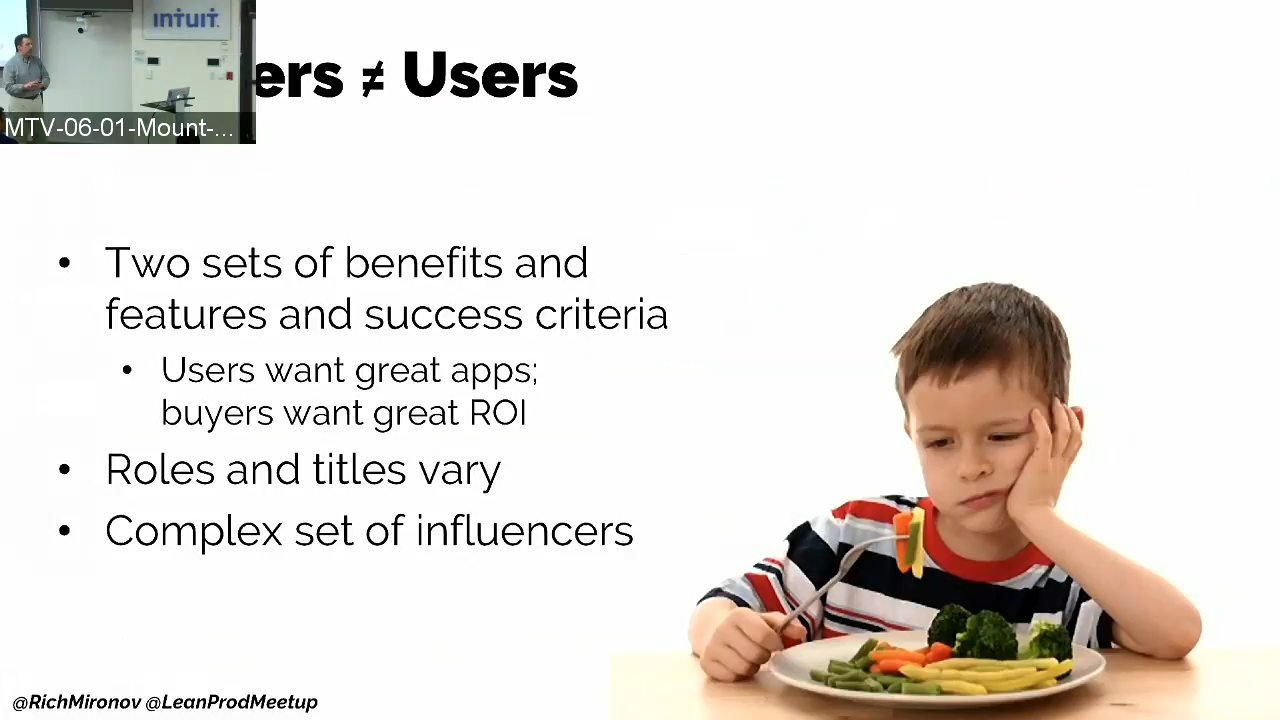 INTUIT
MTV-06-01-Mount-...
ers ≠ Users
• Two sets of benefits and
features and success criteria
• Users want great apps;
buyers want great ROI
• Roles and titles vary
• Complex set of influencers
@RichMironov @LeanProdMeetup